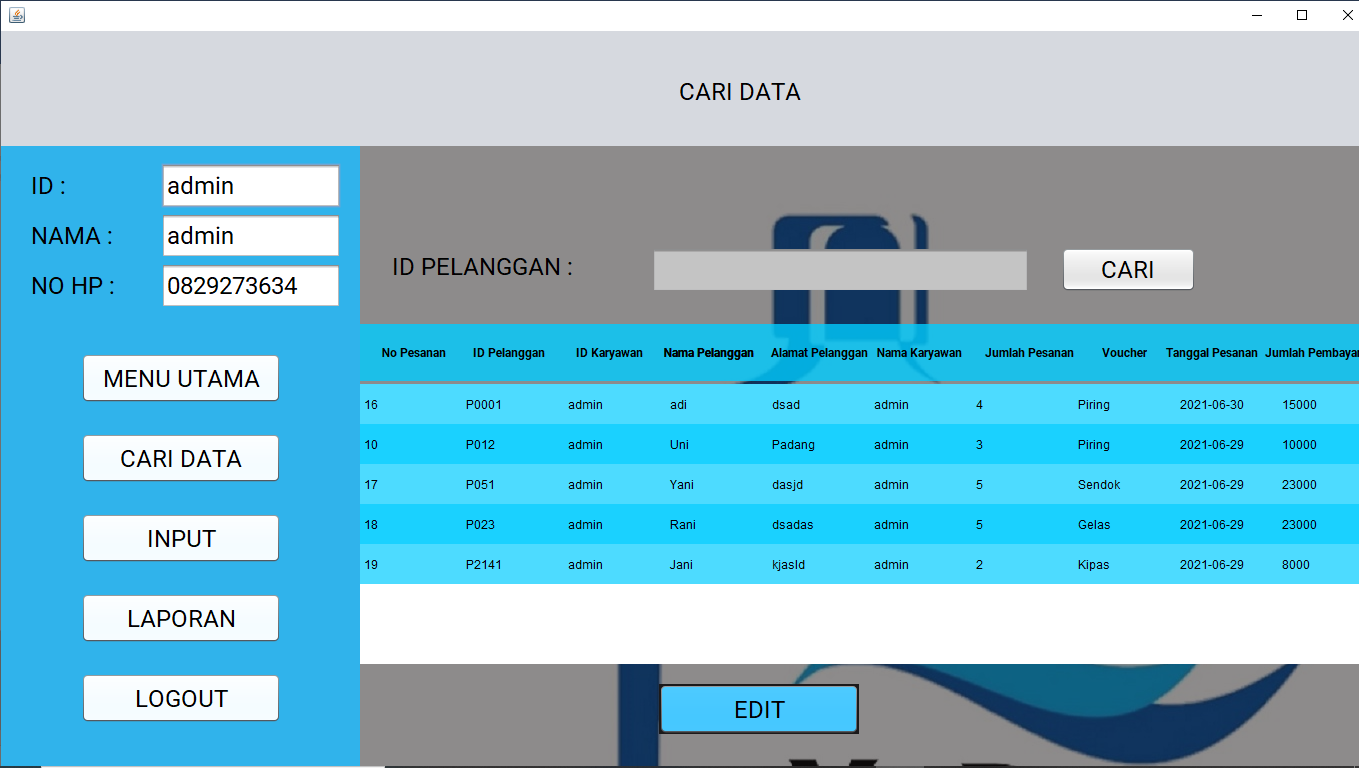 CARI DATA
ID : admin
NAMA : admin
NO HP : 0829273634
MENU UTAMA
CARI DATA
INPUT
LAPORAN
LOGOUT
ID PELANGGAN :
CARI
No Pesanan ID Pelanggan ID Karyawan Nama Pelanggan Alamat Pelanggan Nama Karyawan Jumlah Pesanan Voucher Tanggal Pesanan Jumlah Pembayar
16 P0001 admin adi dsad admin 4 Piring 2021-06-30 15000
10 P012 admin Uni Padang admin 3 Piring 2021-06-29 10000
17 P051 admin Yani dasjd admin 5 Sendok 2021-06-29 23000
18 P023 admin Rani dsadas admin 5 Gelas 2021-06-29 23000
19 P2141 admin Jani kjasld admin 2 Kipas 2021-06-29 8000
EDIT